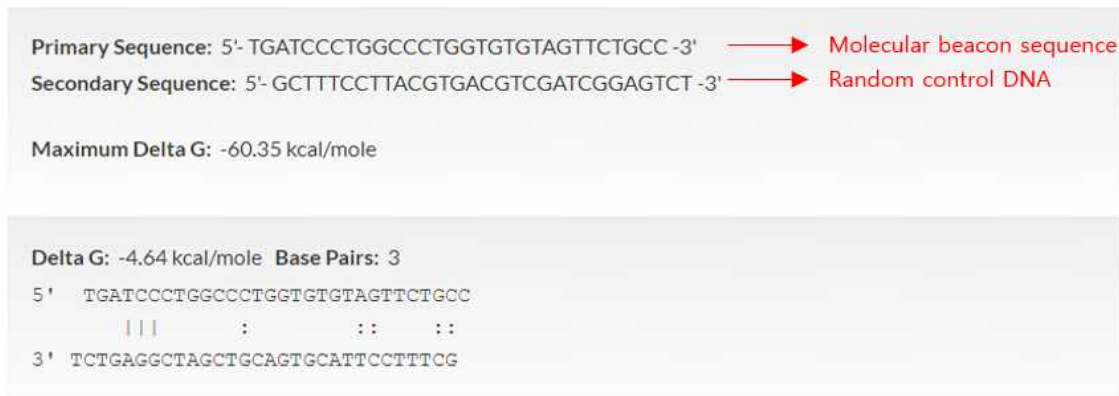 Primary Sequence: 5'- TGATCCCTGGCCCTGGTGTGTAGTTCTGCC -3' Molecular beacon sequence
Secondary Sequence: 5'- GCTTTCCTTACGTGACGTCGATCGGAGTCT -3' Random control DNA
Maximum Delta G: -60.35 kcal/mole
Delta G: -4.64 kcal/mole Base Pairs: 3
5' TGATCCCTGGCCCTGGTGTGTAGTTCTGCC
||| : :: ::
3' TCTGAGGCTAGCTGCAGTGCATTCCTTTCG